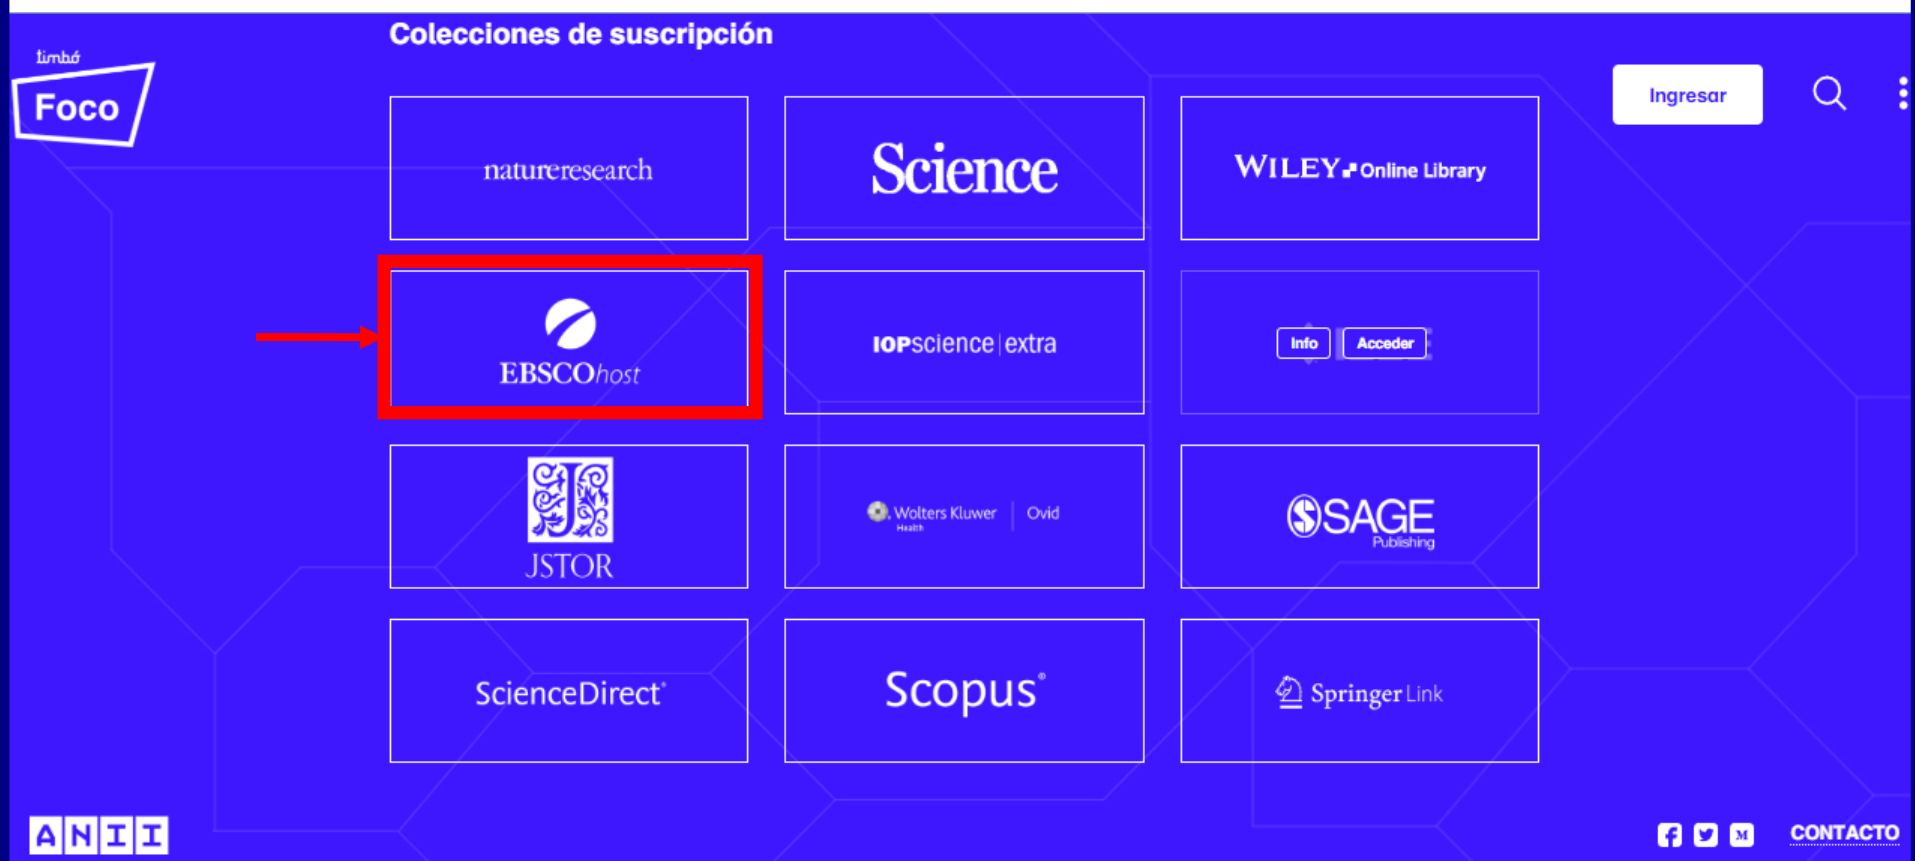 Colecciones de suscripción
timbó
Foco
Ingresar
natureresearch
Science
WILEY Online Library
EBSCOhost
IOPscience|extra
Info
Acceder
JSTOR
Wolters Kluwer | Ovid
Health
SAGE
Publishing
ScienceDirect®
Scopus®
Springer Link
ANII
CONTACTO